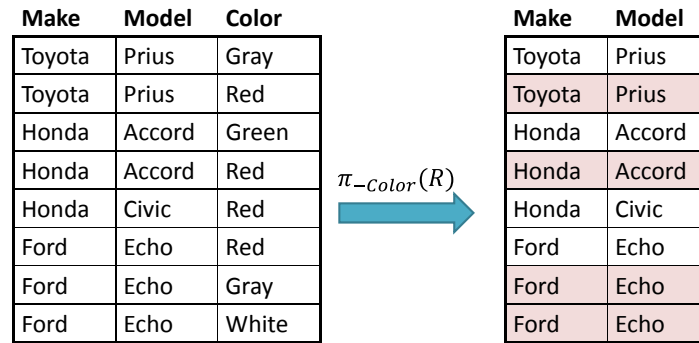 Make Model Color
Toyota Prius Gray
Toyota Prius Red
Honda Accord Green
Honda Accord Red
Honda Civic Red
Ford Echo Red
Ford Echo Gray
Ford Echo White
π−Color(R)
Make Model
Toyota Prius
Toyota Prius
Honda Accord
Honda Accord
Honda Civic
Ford Echo
Ford Echo
Ford Echo